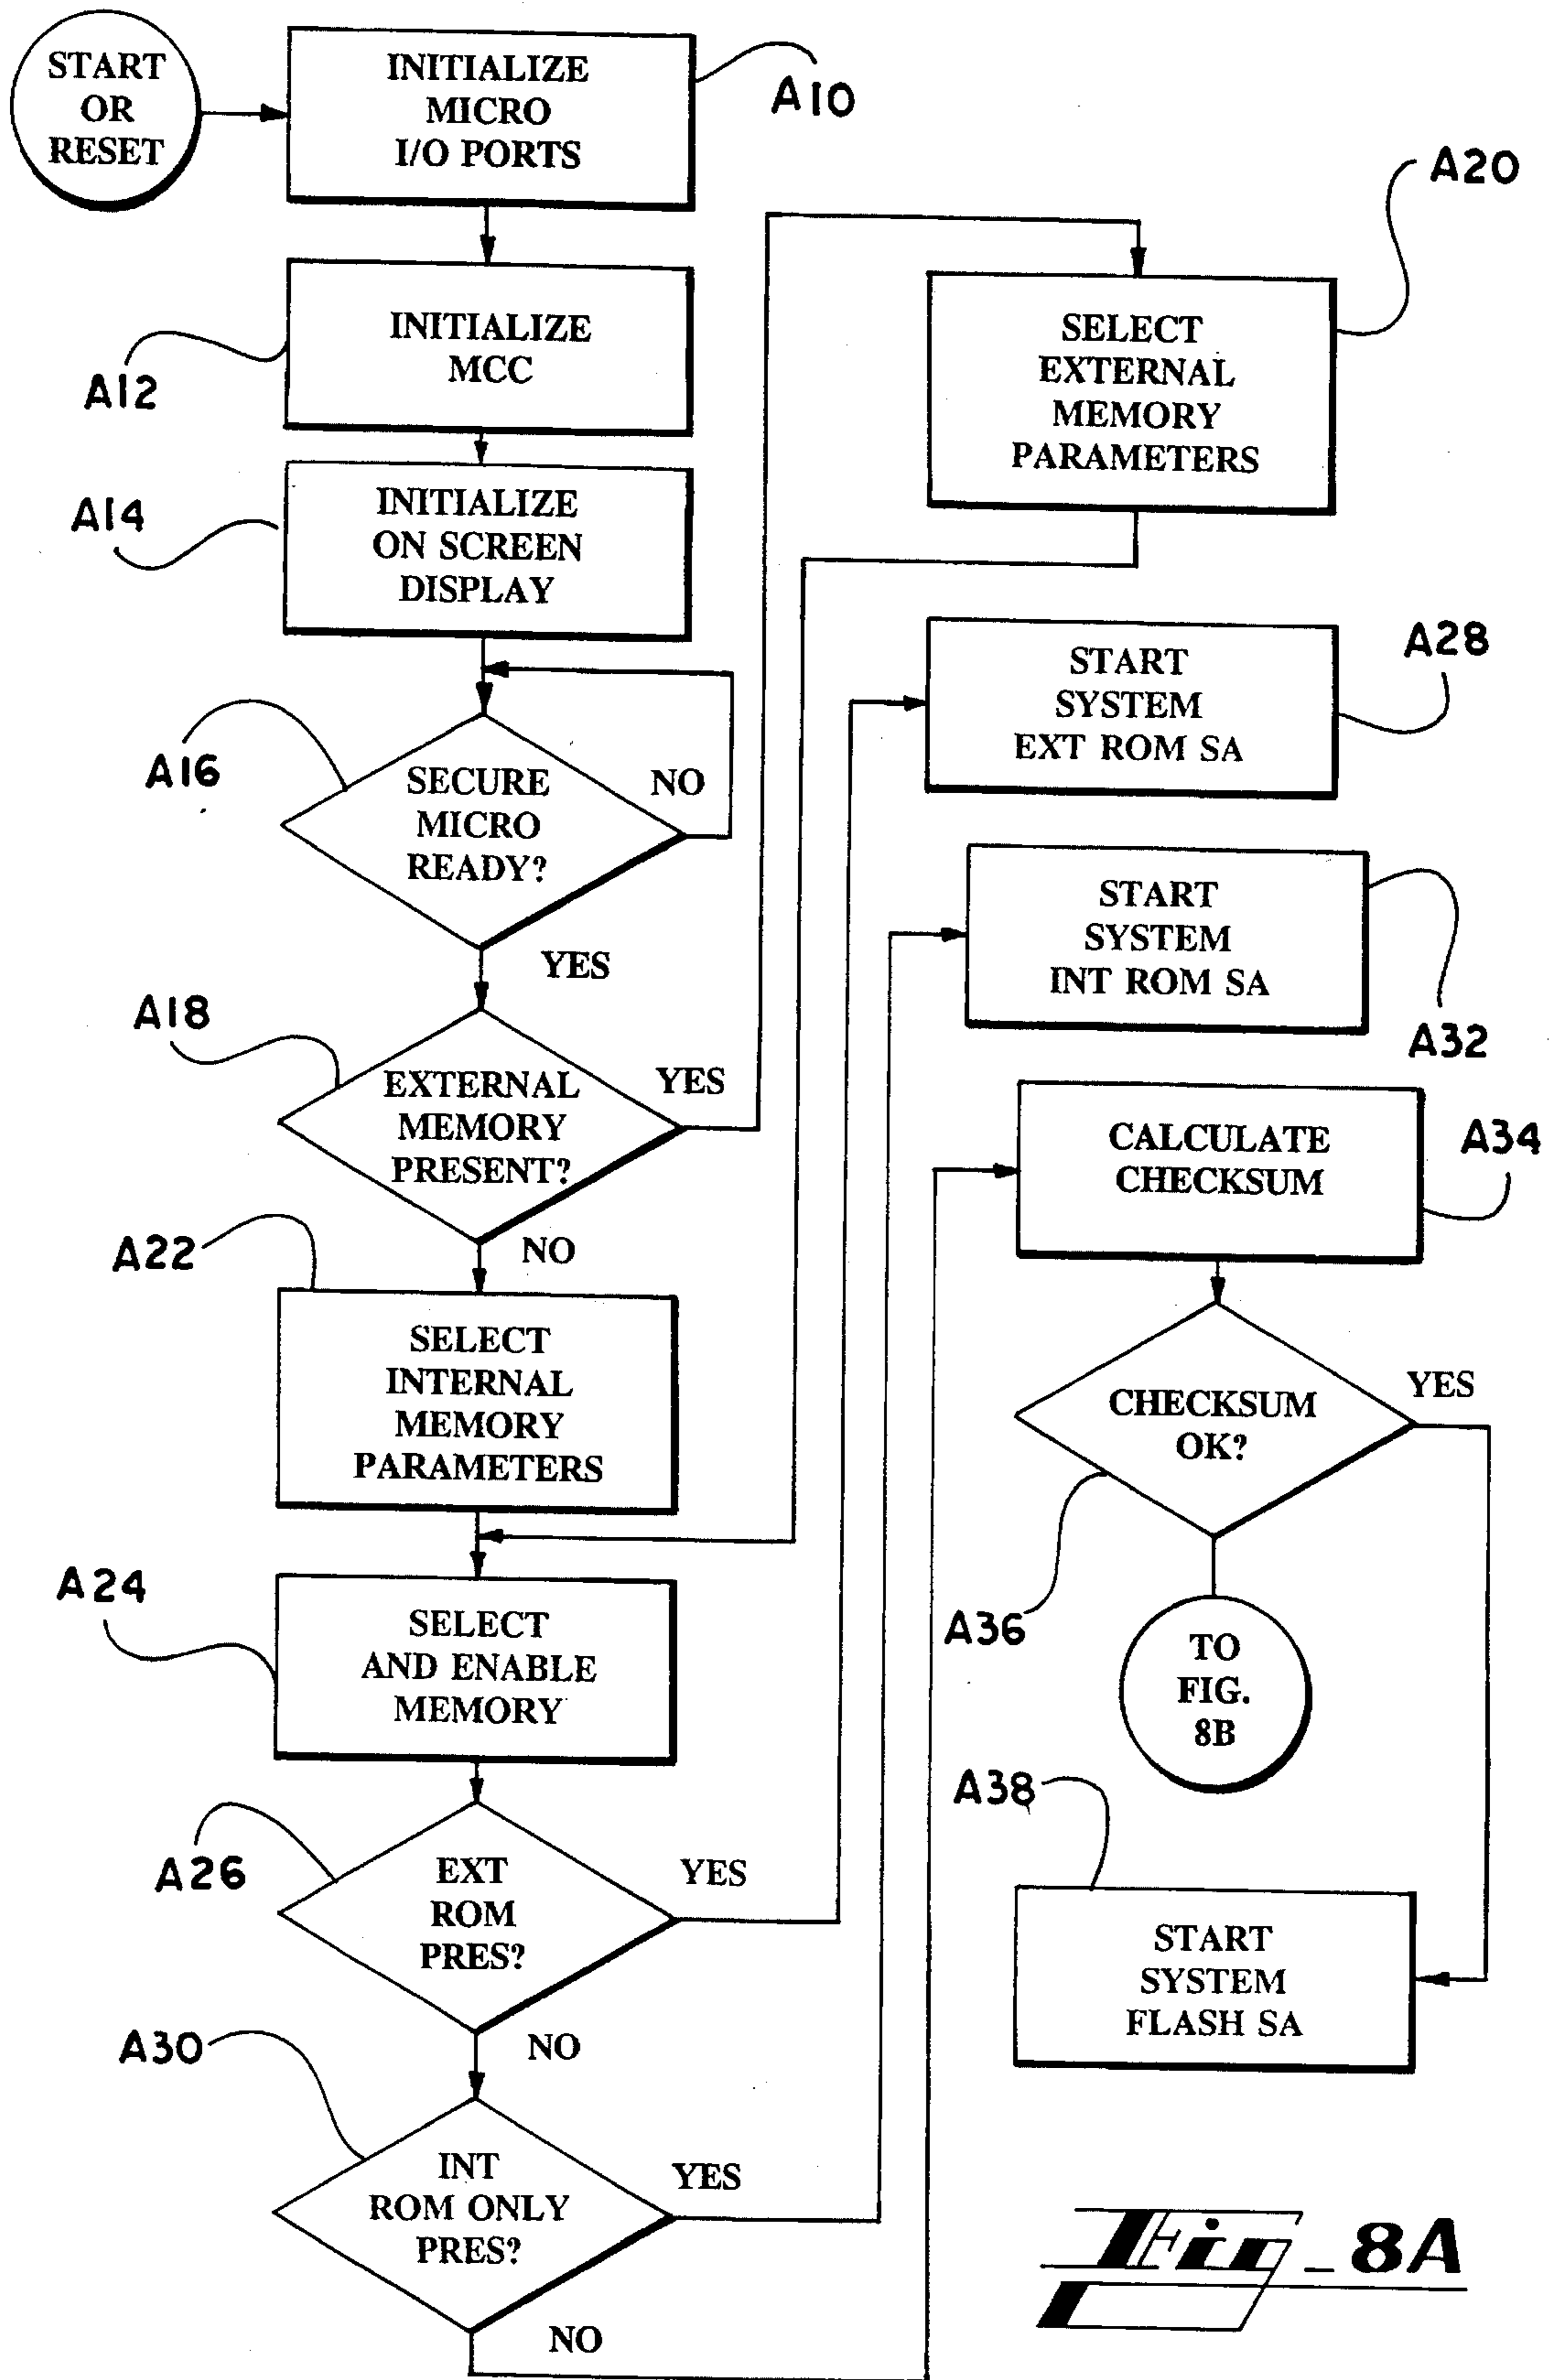 START
OR
RESET
INITIALIZE
MICRO
I/O PORTS
A10
INITIALIZE
MCC
A12
INITIALIZE
ON SCREEN
DISPLAY
A14
SECURE
MICRO
READY?
NO
YES
A16
EXTERNAL
MEMORY
PRESENT?
YES
NO
A18
SELECT
EXTERNAL
MEMORY
PARAMETERS
A20
SELECT
INTERNAL
MEMORY
PARAMETERS
A22
SELECT
AND ENABLE
MEMORY
A24
EXT
ROM
PRES?
YES
NO
A26
START
SYSTEM
EXT ROM SA
A28
INT
ROM ONLY
PRES?
YES
NO
A30
START
SYSTEM
INT ROM SA
A32
CALCULATE
CHECKSUM
A34
CHECKSUM
OK?
YES
A36
TO
FIG.
8B
START
SYSTEM
FLASH SA
A38
Fig_8A